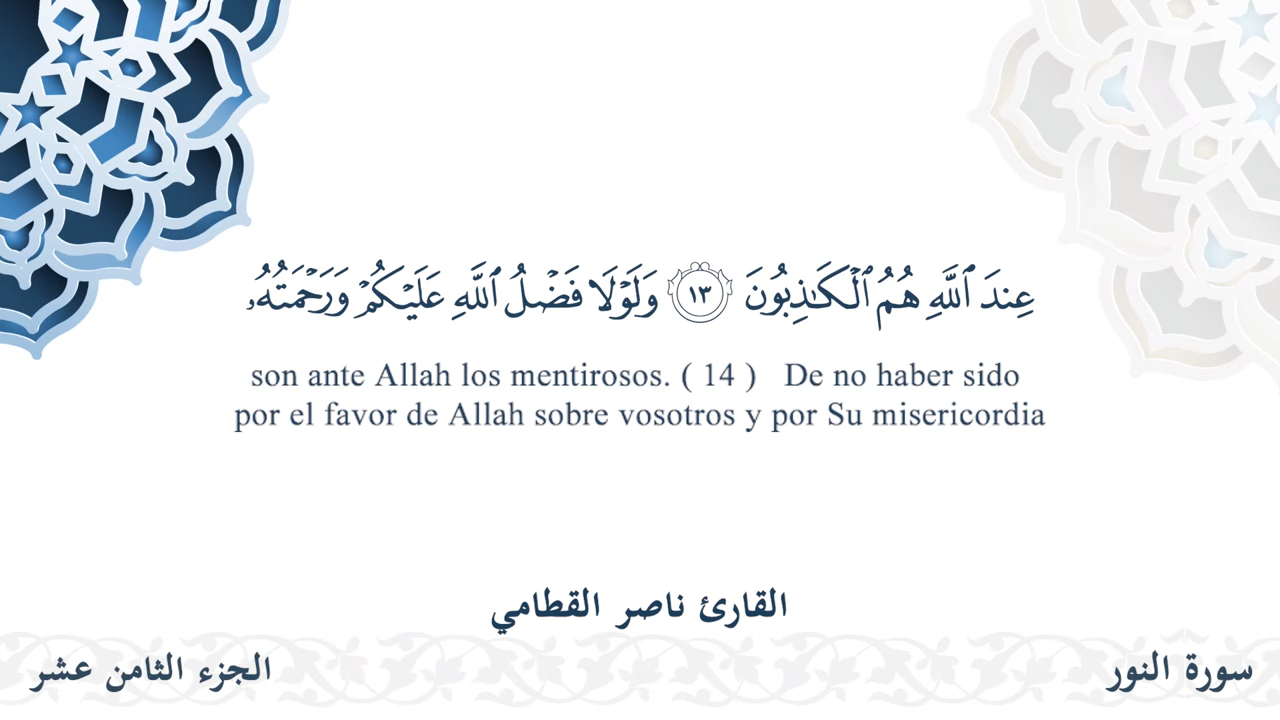 عِندَ ٱللَّهِ هُمُ ٱلْكَـٰذِبُونَ ١٣ وَلَوْلَا فَضْلُ ٱللَّهِ عَلَيْكُمْ وَرَحْمَتُهُۥ
son ante Allah los mentirosos. ( 14 ) De no haber sido
por el favor de Allah sobre vosotros y por Su misericordia
القارئ ناصر القطامي
سورة النور
الجزء الثامن عشر